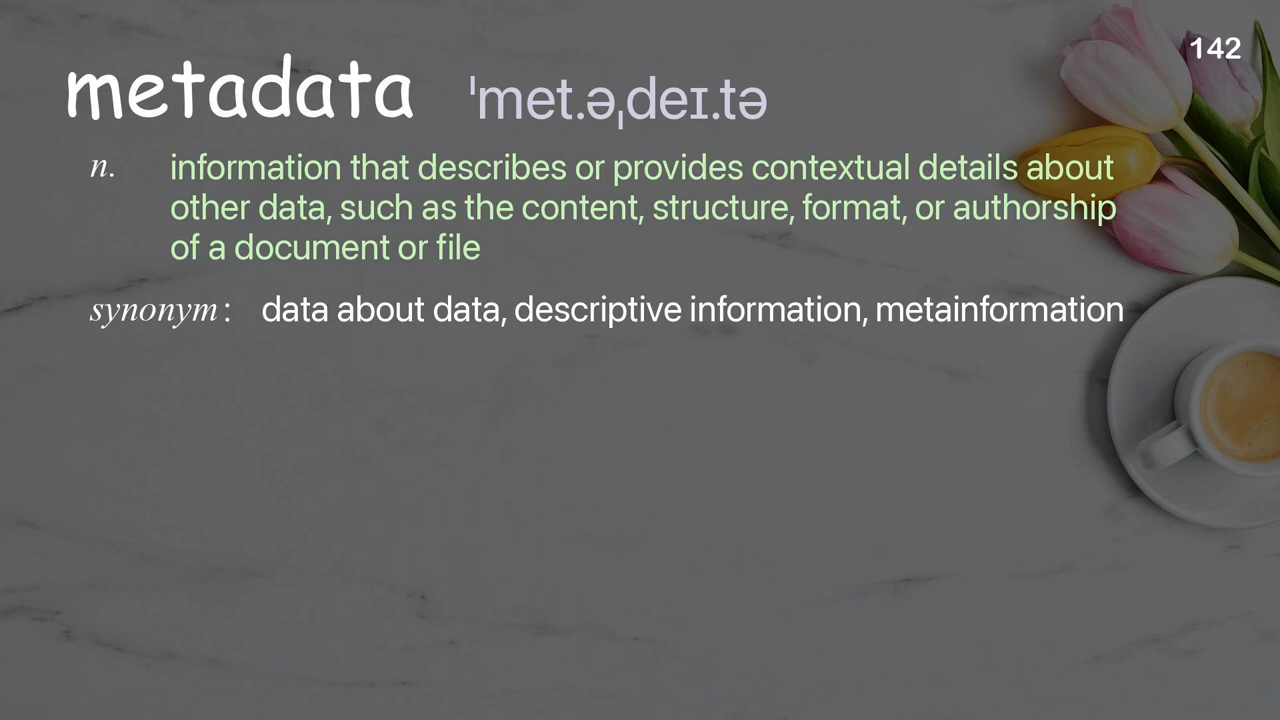 142
metadata ˈmet.əˌdeɪ.tə
n. information that describes or provides contextual details about
other data, such as the content, structure, format, or authorship
of a document or file
synonym: data about data, descriptive information, metainformation